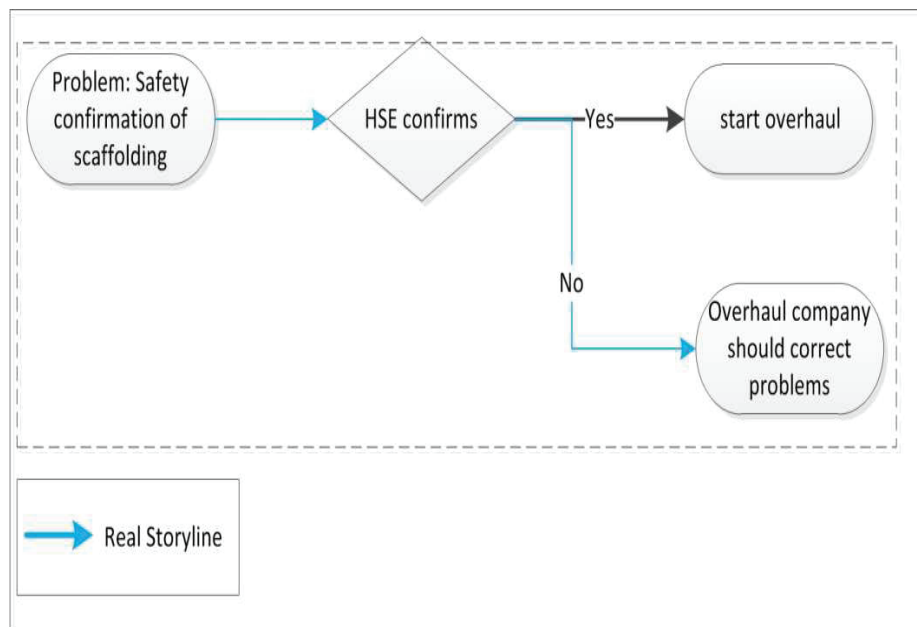 Problem: Safety
confirmation of
scaffolding
HSE confirms
Yes
start overhaul
No
Overhaul company
should correct
problems
Real Storyline